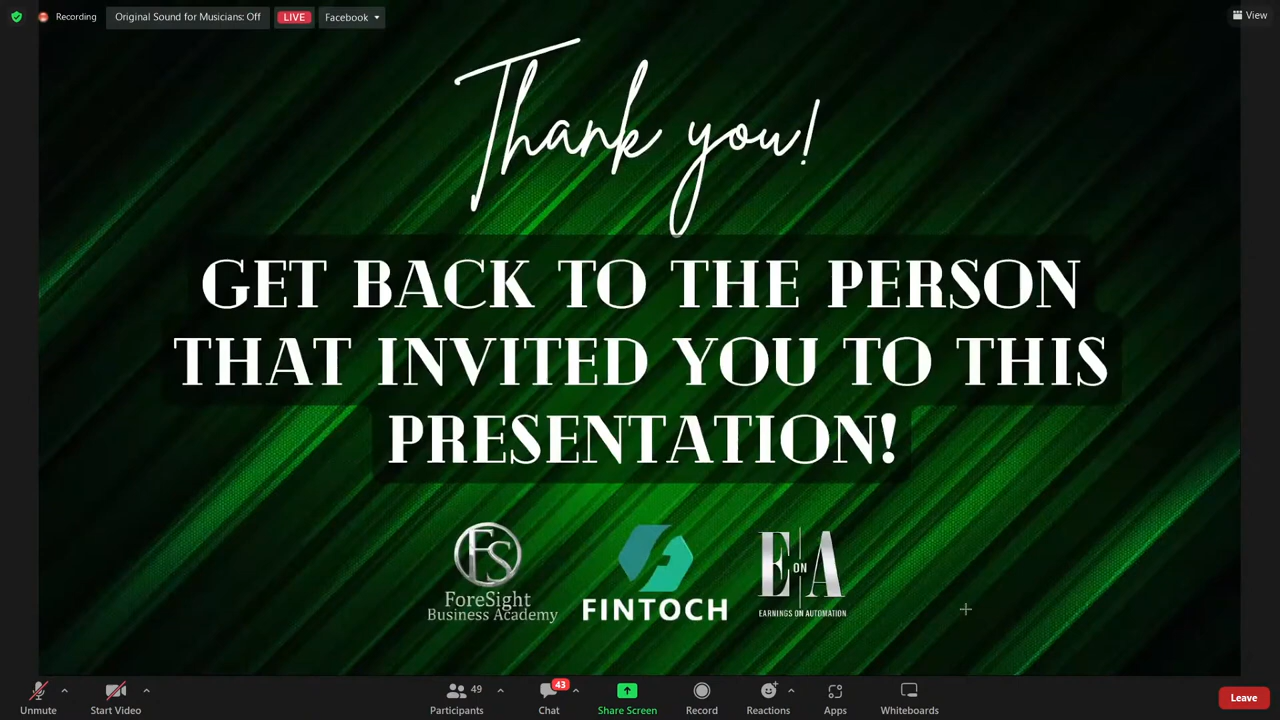 Recording
Original Sound for Musicians: Off
LIVE
Facebook
View
Thank you!
GET BACK TO THE PERSON
THAT INVITED YOU TO THIS
PRESENTATION!
FS
ForeSight
Business Academy
FINTOCH
E ON A
EARNINGS ON AUTOMATION
Unmute
Start Video
49
Participants
43
Chat
Share Screen
Record
Reactions
Apps
Whiteboards
Leave